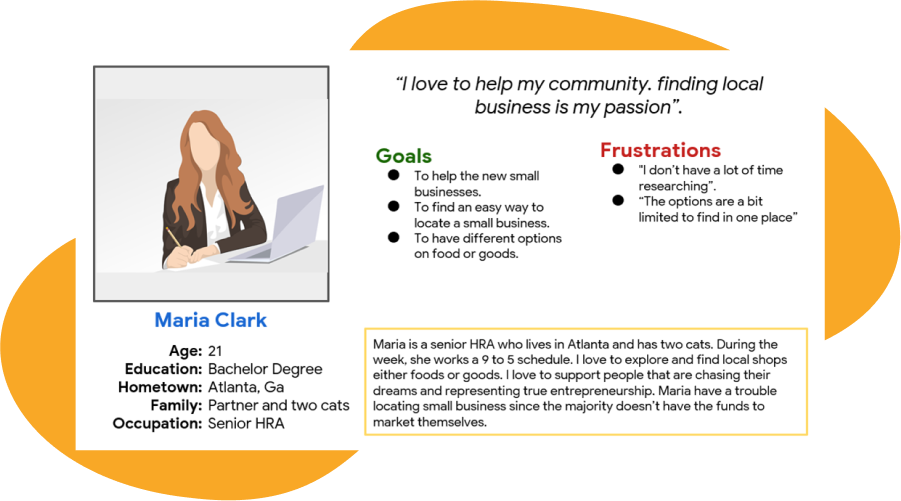 “I love to help my community. finding local
business is my passion”.
Goals
● To help the new small
businesses.
● To find an easy way to
locate a small business.
● To have different options
on food or goods.
Frustrations
● "I don’t have a lot of time
researching”.
● “The options are a bit
limited to find in one place”
Maria Clark
Age: 21
Education: Bachelor Degree
Hometown: Atlanta, Ga
Family: Partner and two cats
Occupation: Senior HRA
Maria is a senior HRA who lives in Atlanta and has two cats. During the
week, she works a 9 to 5 schedule. I love to explore and find local shops
either foods or goods. I love to support people that are chasing their
dreams and representing true entrepreneurship. Maria have a trouble
locating small business since the majority doesn’t have the funds to
market themselves.